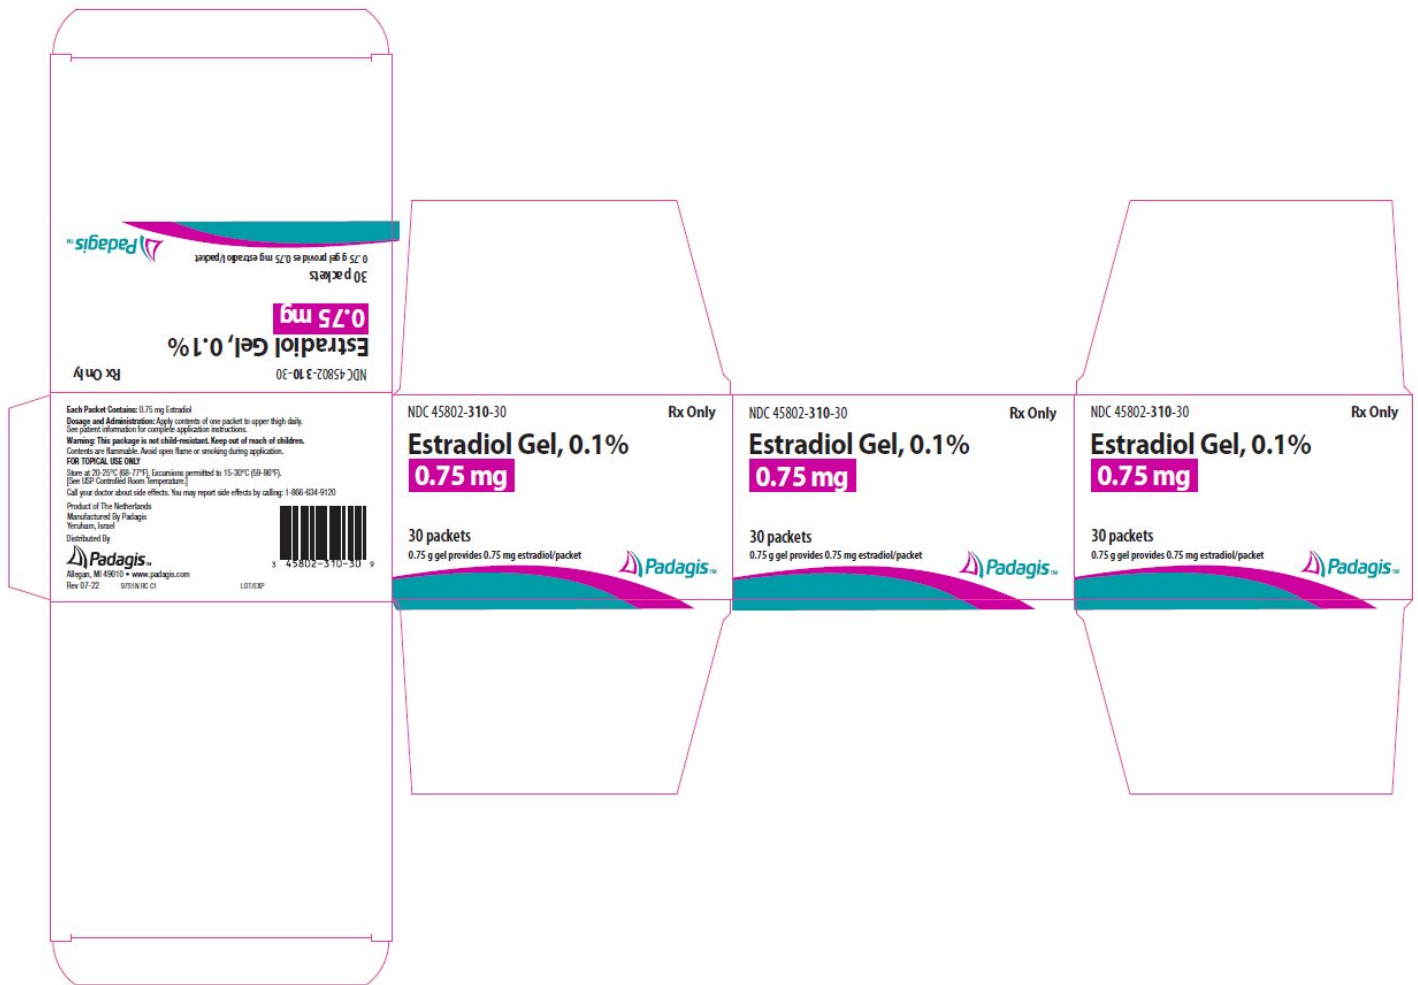 NDC 45802-310-30 Rx Only
Estradiol Gel, 0.1%
0.75 mg
30 packets
0.75 g gel provides 0.75 mg estradiol/packet
Padagis™
Each Packet Contains: 0.75 mg Estradiol
Dosage and Administration: Apply contents of one packet to upper thigh daily.
See patient information for complete application instructions.
Warning: This package is not child-resistant. Keep out of reach of children.
Contents are flammable. Avoid open flame or smoking during application.
FOR TOPICAL USE ONLY
Store at 20-25°C (68-77°F). Excursions permitted to 15-30°C (59-86°F).
[See USP Controlled Room Temperature.]
Call your doctor about side effects. You may report side effects by calling: 1-866-634-9120
Product of The Netherlands
Manufactured By Padagis
Yeruham, Israel
Distributed By
Padagis™
Allegan, MI 49010 • www.padagis.com
Rev 07-22 LOT/EXP
3 45802-310-30 9
NDC 45802-310-30 Rx Only
Estradiol Gel, 0.1%
0.75 mg
30 packets
0.75 g gel provides 0.75 mg estradiol/packet
Padagis™
NDC 45802-310-30 Rx Only
Estradiol Gel, 0.1%
0.75 mg
30 packets
0.75 g gel provides 0.75 mg estradiol/packet
Padagis™
NDC 45802-310-30 Rx Only
Estradiol Gel, 0.1%
0.75 mg
30 packets
0.75 g gel provides 0.75 mg estradiol/packet
Padagis™